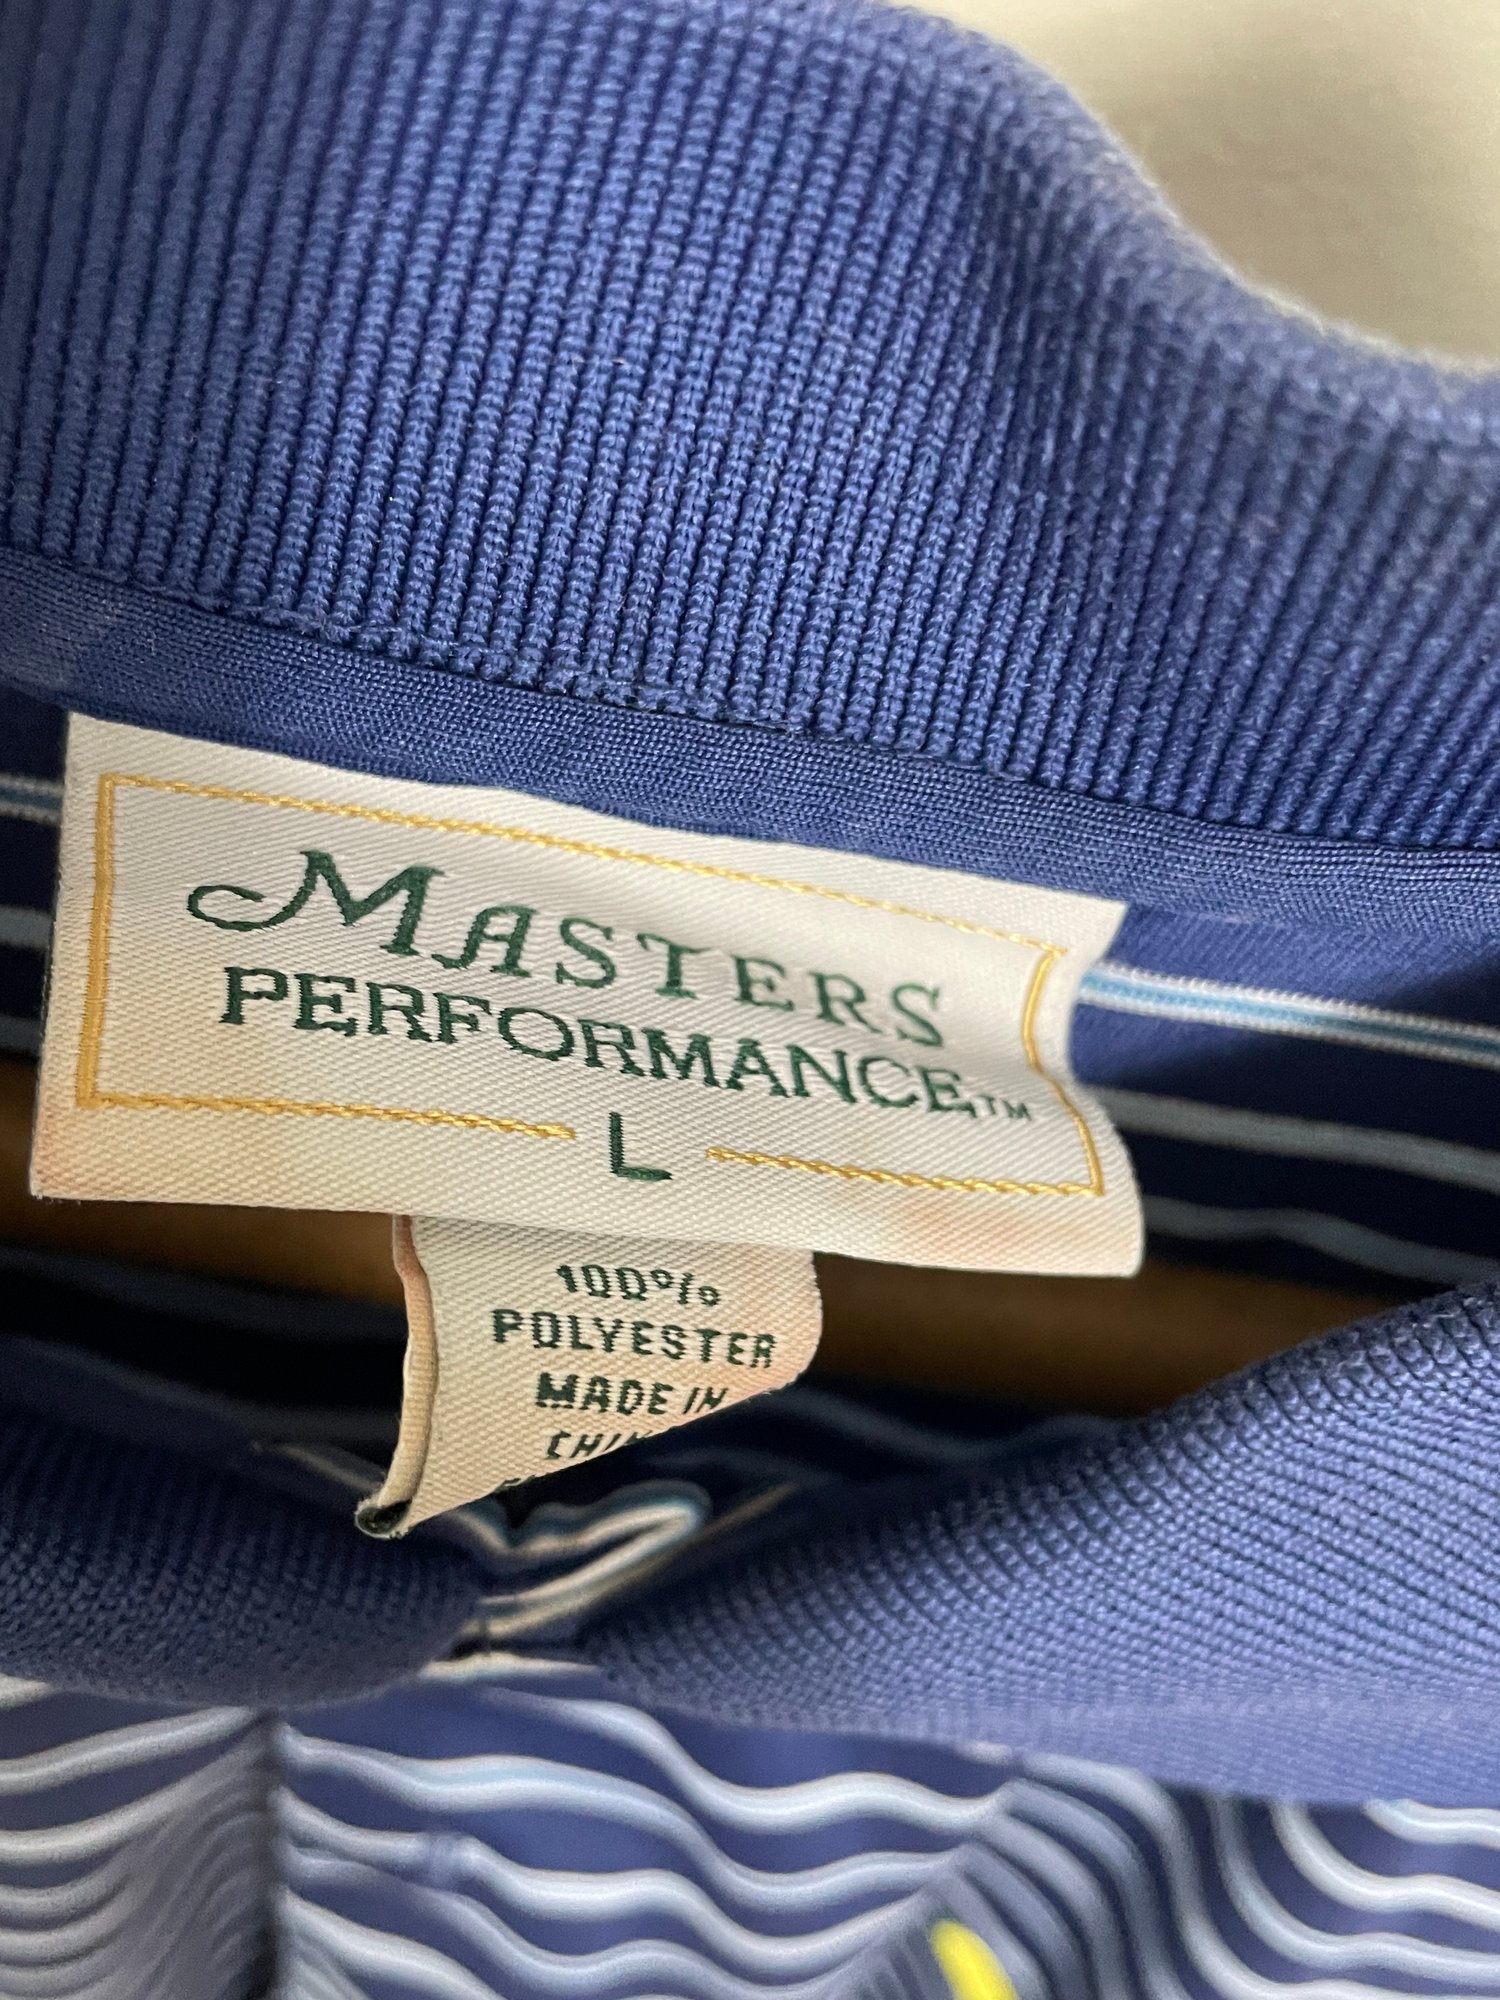 MASTERS
PERFORMANCE™
L
100%
POLYESTER
MADE IN